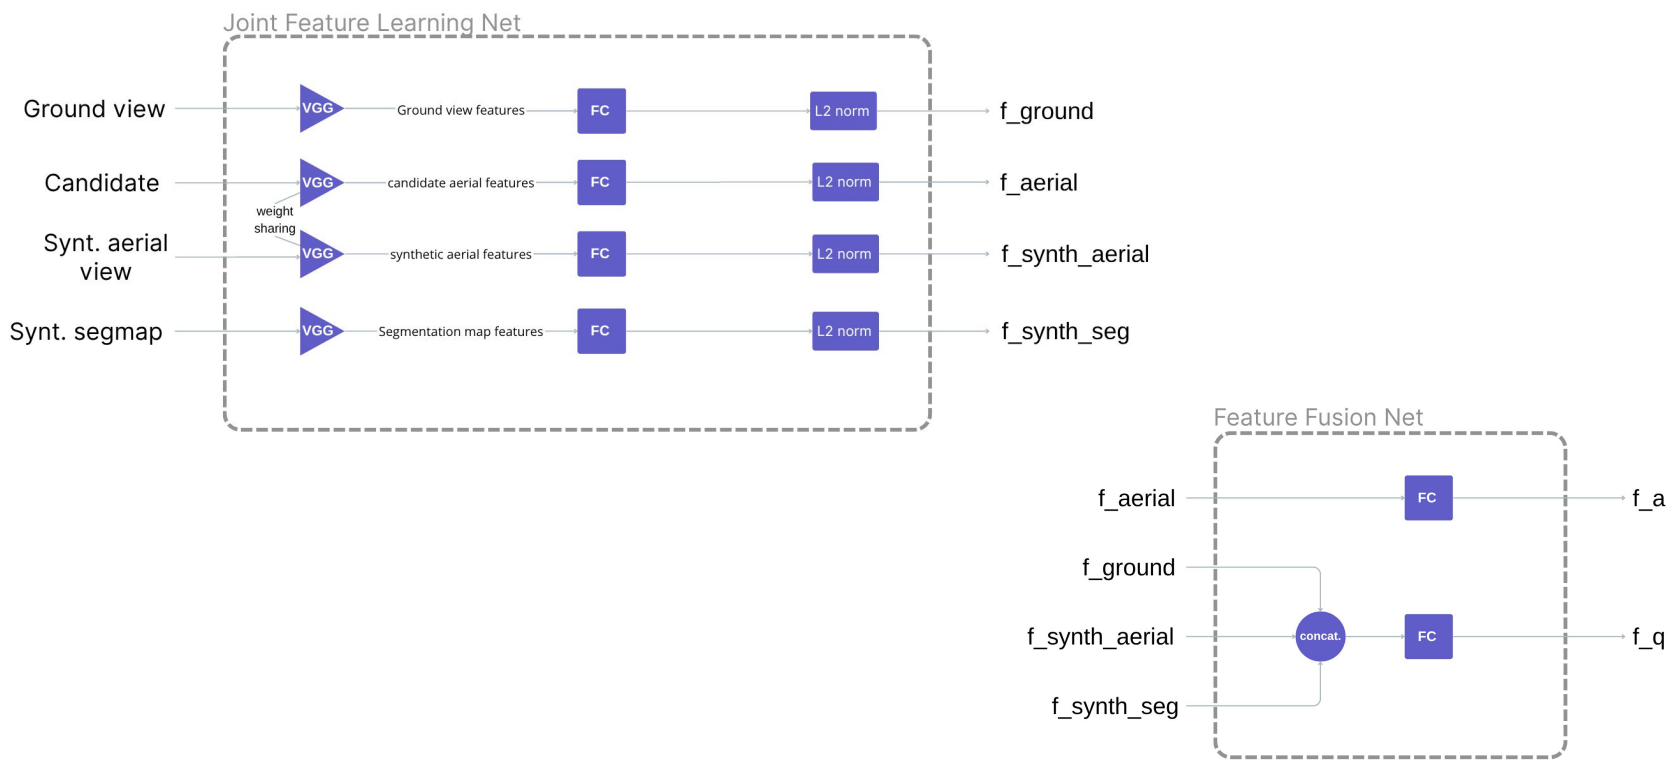 Joint Feature Learning Net
Ground view
VGG
Ground view features
FC
L2 norm
f_ground
Candidate
VGG
candidate aerial features
FC
L2 norm
f_aerial
weight
sharing
Synt. aerial
view
VGG
synthetic aerial features
FC
L2 norm
f_synth_aerial
Synt. segmap
VGG
Segmentation map features
FC
L2 norm
f_synth_seg
Feature Fusion Net
f_aerial
FC
f_a
f_ground
f_synth_aerial
concat.
FC
f_q
f_synth_seg